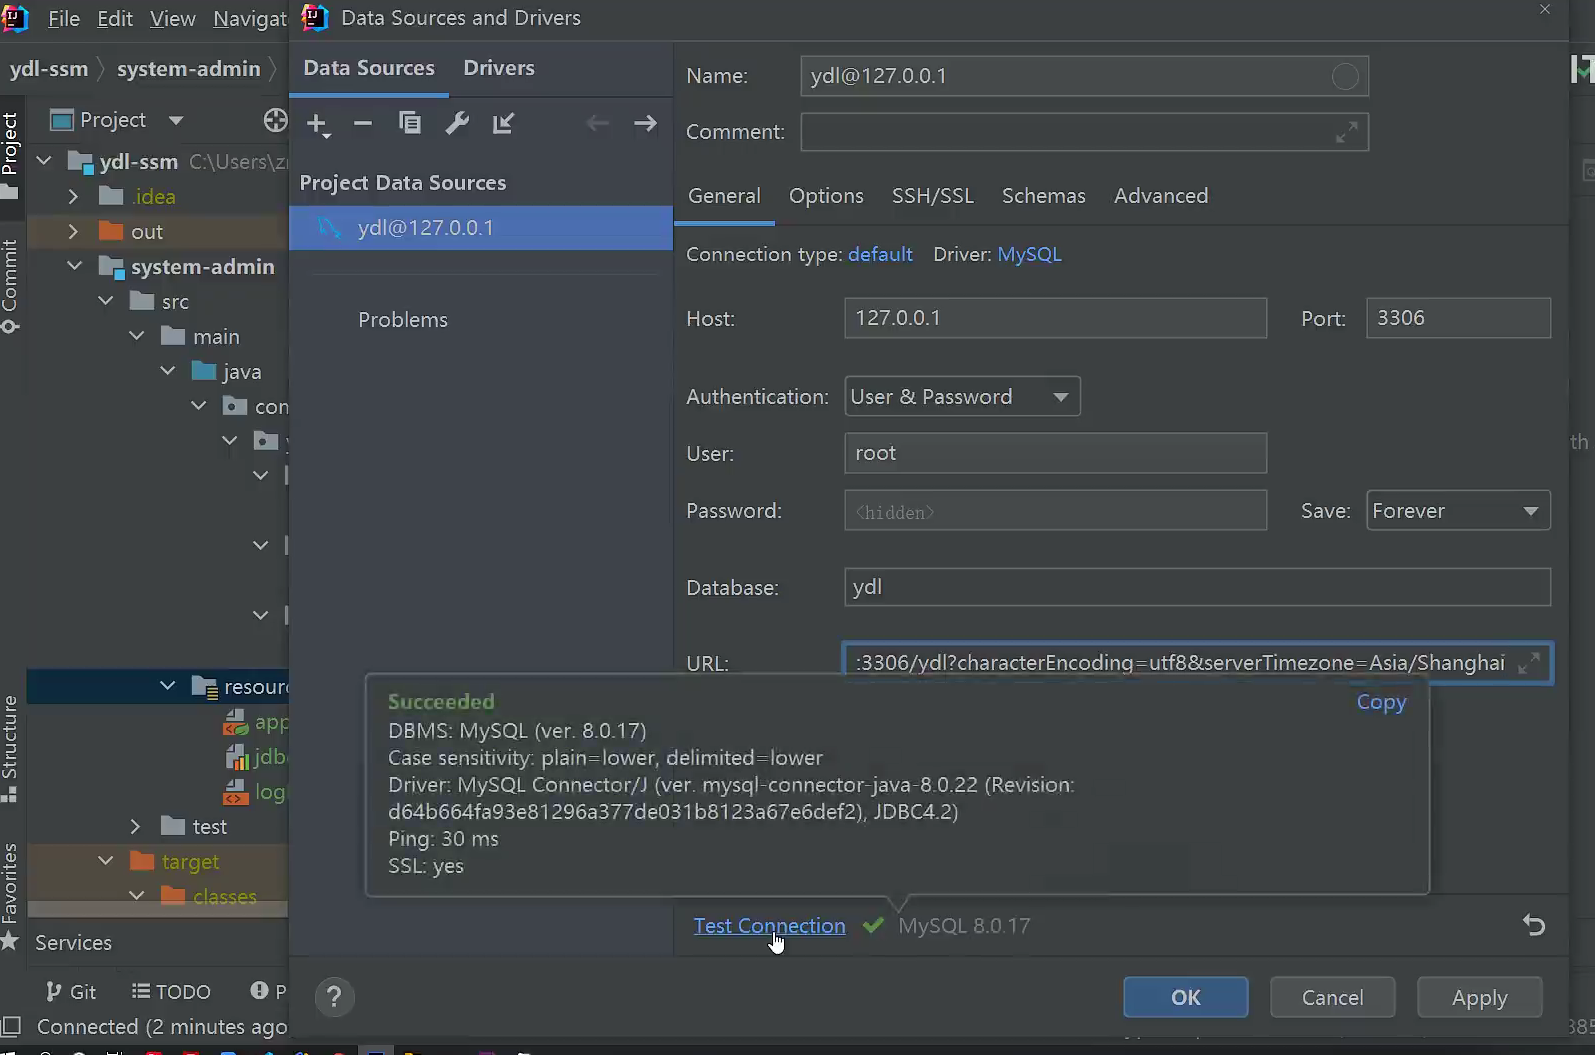 File Edit View Navigat
Data Sources and Drivers
ydl-ssm system-admin
Data Sources Drivers
Name: ydl@127.0.0.1
Project
Project
Comment:
ydl-ssm C:\Users\z
Project Data Sources
General Options SSH/SSL Schemas Advanced
.idea
out
ydl@127.0.0.1
Connection type: default Driver: MySQL
Commit
system-admin
src
Problems
Host: 127.0.0.1 Port: 3306
main
java
Authentication: User & Password
con
User: root
th
Password: <hidden> Save: Forever
Database: ydl
URL: :3306/ydl?characterEncoding=utf8&serverTimezone=Asia/Shanghai
resour
Succeeded Copy
app
DBMS: MySQL (ver. 8.0.17)
Structure
jdb
Case sensitivity: plain=lower, delimited=lower
log
Driver: MySQL Connector/J (ver. mysql-connector-java-8.0.22 (Revision:
d64b664fa93e81296a377de031b8123a67e6def2), JDBC4.2)
test
Ping: 30 ms
target
SSL: yes
Favorites
classes
Test Connection MySQL 8.0.17
Services
Git TODO P
?
OK Cancel Apply
Connected (2 minutes ago
385